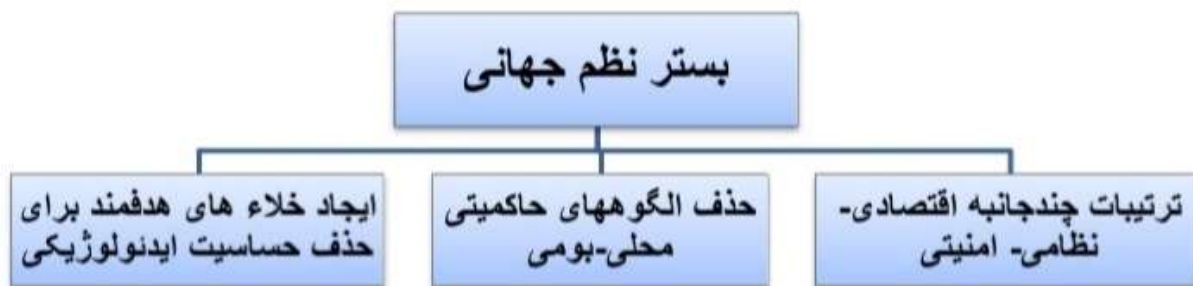 بستر نظم جهانی
ترتیبات چندجانبه اقتصادی-
نظامی- امنیتی
حذف الگوههای حاکمیتی
محلی-بومی
ایجاد خلاء های هدفمند برای
حذف حساسیت ایدئولوژیکی